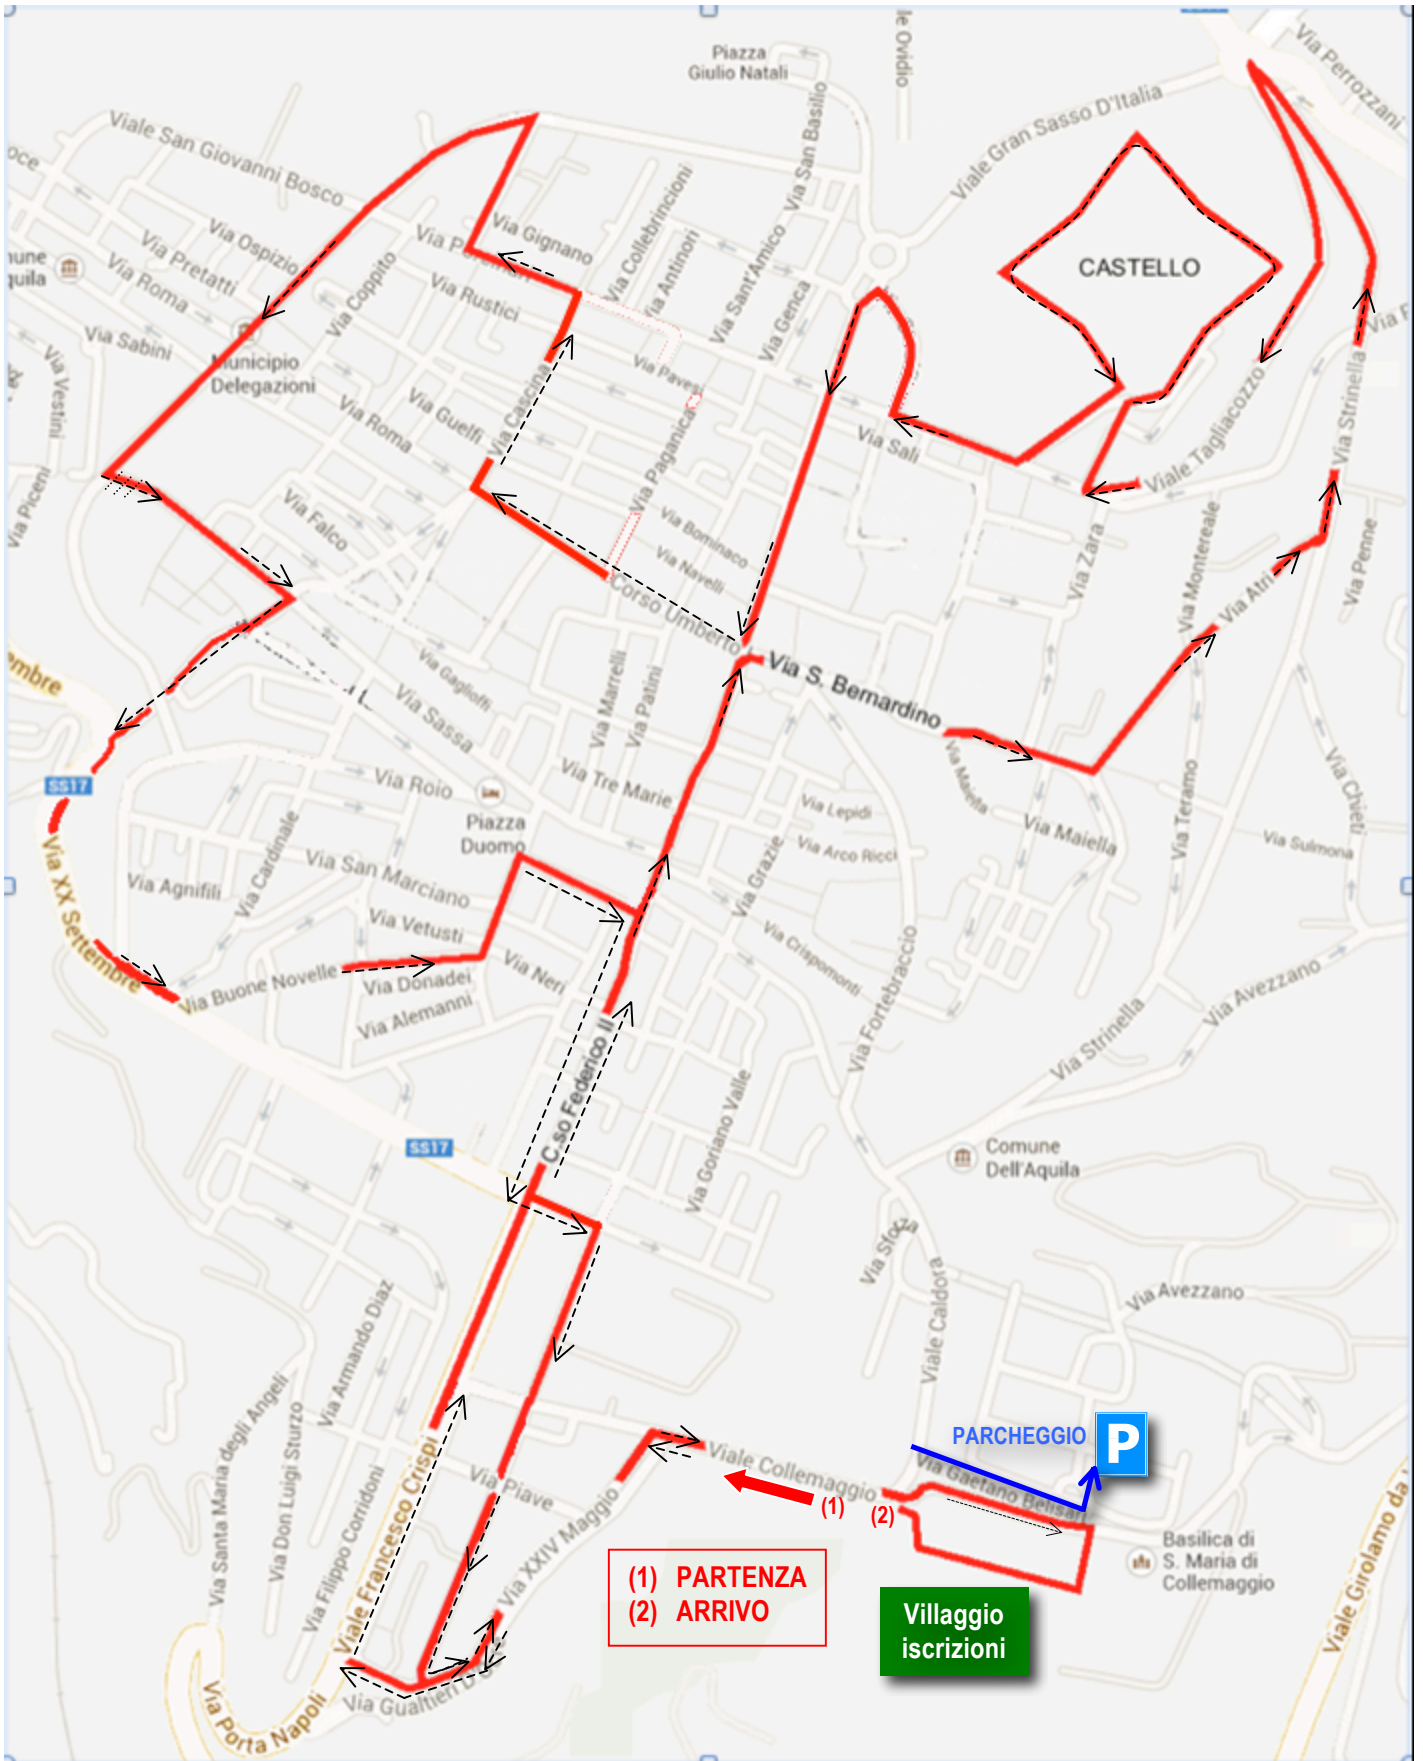 Piazza
Giulio Natali
le Ovidio
Via Perrozzani
Viale Gran Sasso D'Italia
Via San Basilio
Viale San Giovanni Bosco
oce
Via Ospizio
Via Pretatti
Via Roma
Via Sabini
Via Coppito
Via Gignano
Via Collebrincioni
Via Antinori
Via Sant'Amico
Via Genca
Via Rustici
CASTELLO
Municipio
Delegazioni
Via Vestini
Via Piceni
Via Roma
Via Guelfi
Via Cascina
Via Pavesi
Via Paganica
Via Sali
Viale Tagliacozzo
Via Strinella
Via F
Via Falco
Via Bominaco
Via Navelli
Corso Umberto I
Via Zara
Via Montereale
Via Atri
Via Penne
embre
Via Gaglioffi
Via Sassa
Via Marrelli
Via Patini
Via S. Bernardino
SS17
Via Roio
Piazza
Duomo
Via Tre Marie
Via Lepidi
Via Arco Ricci
Via Maiella
Via Maiella
Via Teramo
Via Chieti
Via Sulmona
Via XX Settembre
Via Agnifili
Via Cardinale
Via San Marciano
Via Vetusti
Via Grazie
Via Crispomonti
Via Fortebraccio
Via Buone Novelle
Via Donadei
Via Alemanni
Via Neri
Via Strinella
Via Avezzano
C.so Federico II
Via Goriano Valle
SS17
Comune
Dell'Aquila
Via Sforza
Viale Caldora
Via Avezzano
Via Armando Diaz
Via Santa Maria degli Angeli
Via Don Luigi Sturzo
Via Filippo Corridoni
Viale Francesco Crispi
Via Piave
Via XXIV Maggio
Viale Collemaggio
PARCHEGGIO
P
Via Gaetano Belisari
(1)
(2)
Basilica di
S. Maria di
Collemaggio
Viale Girolamo da
(1) PARTENZA
(2) ARRIVO
Villaggio
iscrizioni
Via Porta Napoli
Via Gualtieri D